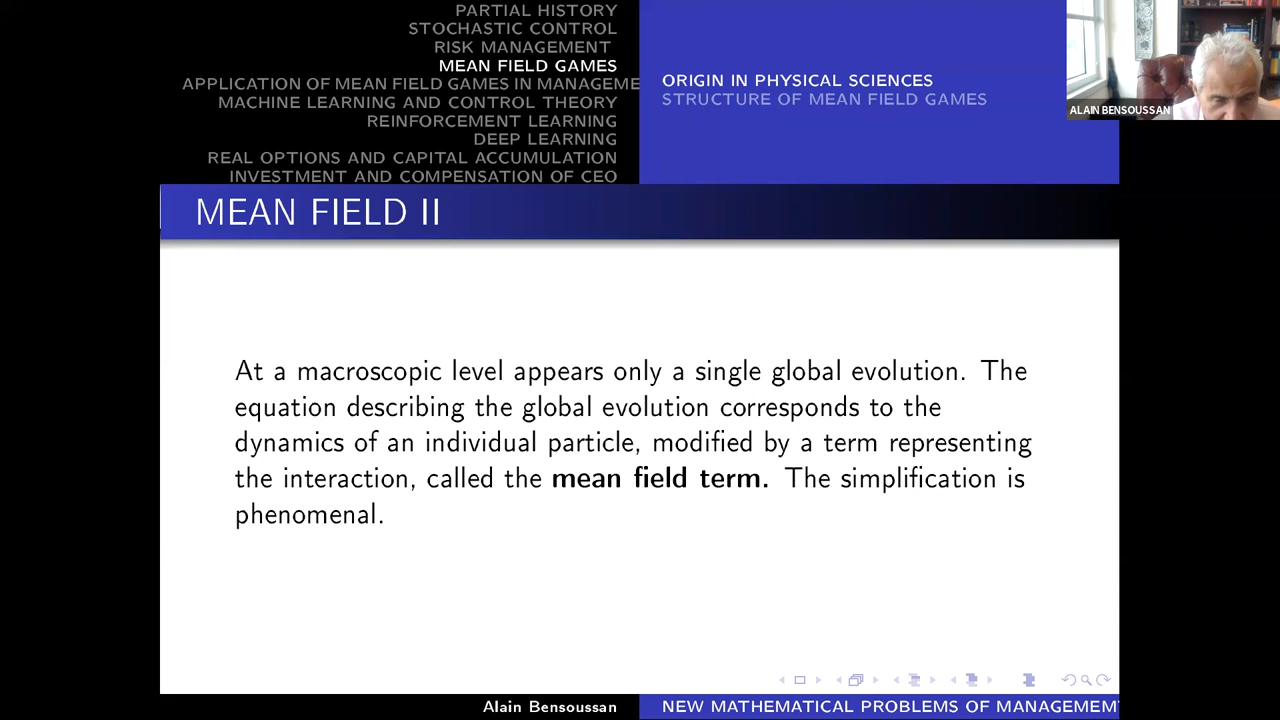 PARTIAL HISTORY
STOCHASTIC CONTROL
RISK MANAGEMENT
MEAN FIELD GAMES
APPLICATION OF MEAN FIELD GAMES IN MANAGEME
MACHINE LEARNING AND CONTROL THEORY
REINFORCEMENT LEARNING
DEEP LEARNING
REAL OPTIONS AND CAPITAL ACCUMULATION
INVESTMENT AND COMPENSATION OF CEO
ORIGIN IN PHYSICAL SCIENCES
STRUCTURE OF MEAN FIELD GAMES
ALAIN BENSOUSSAN
MEAN FIELD II
At a macroscopic level appears only a single global evolution. The
equation describing the global evolution corresponds to the
dynamics of an individual particle, modified by a term representing
the interaction, called the mean field term. The simplification is
phenomenal.
Alain Bensoussan
NEW MATHEMATICAL PROBLEMS OF MANAGEMENT